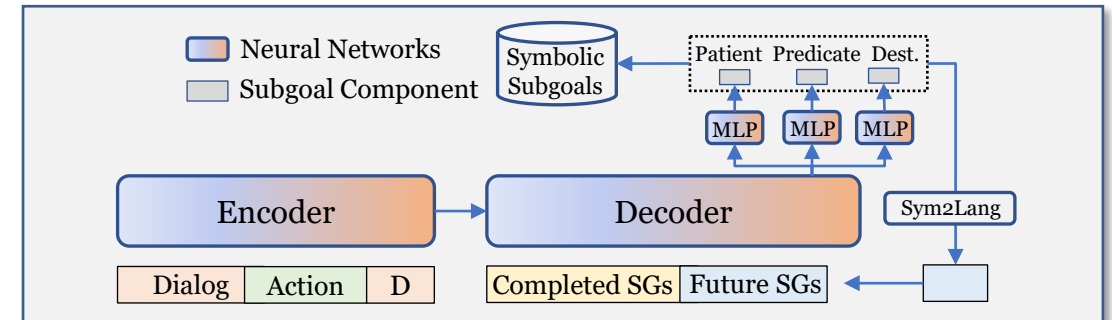 Neural Networks
Subgoal Component
Symbolic
Subgoals
Patient Predicate Dest.
MLP MLP MLP
Encoder
Decoder
Sym2Lang
Dialog Action D
Completed SGs Future SGs